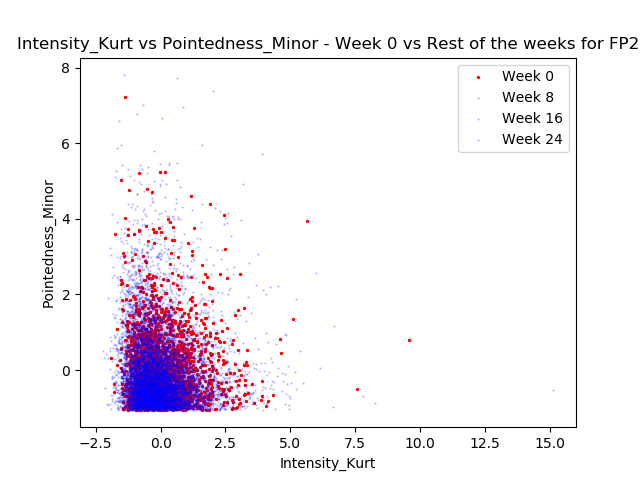 Intensity_Kurt vs Pointedness_Minor - Week 0 vs Rest of the weeks for FP2
Week 0
Week 8
Week 16
Week 24
8
6
4
2
0
Pointedness_Minor
−2.5 0.0 2.5 5.0 7.5 10.0 12.5 15.0
Intensity_Kurt